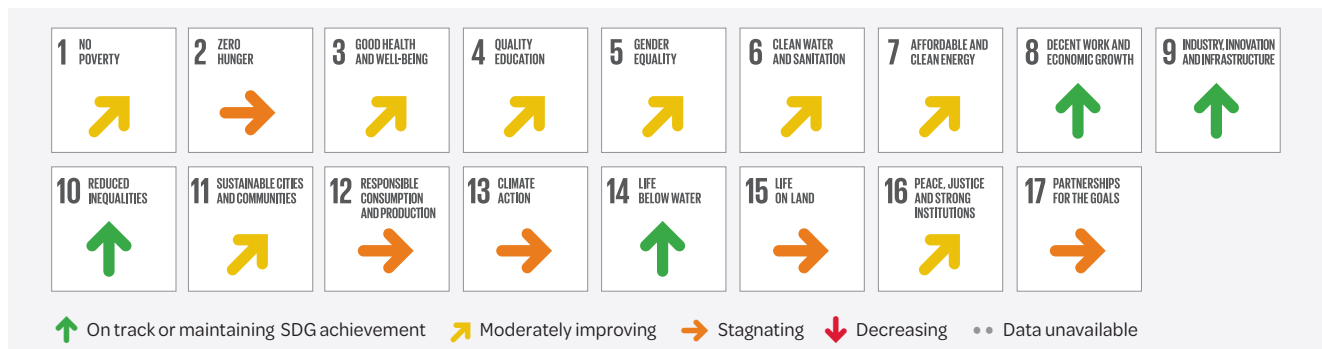 1 NO
POVERTY
2 ZERO
HUNGER
3 GOOD HEALTH
AND WELL-BEING
4 QUALITY
EDUCATION
5 GENDER
EQUALITY
6 CLEAN WATER
AND SANITATION
7 AFFORDABLE AND
CLEAN ENERGY
8 DECENT WORK AND
ECONOMIC GROWTH
9 INDUSTRY, INNOVATION
AND INFRASTRUCTURE
10 REDUCED
INEQUALITIES
11 SUSTAINABLE CITIES
AND COMMUNITIES
12 RESPONSIBLE
CONSUMPTION
AND PRODUCTION
13 CLIMATE
ACTION
14 LIFE
BELOW WATER
15 LIFE
ON LAND
16 PEACE, JUSTICE
AND STRONG
INSTITUTIONS
17 PARTNERSHIPS
FOR THE GOALS
On track or maintaining SDG achievement Moderately improving Stagnating Decreasing Data unavailable